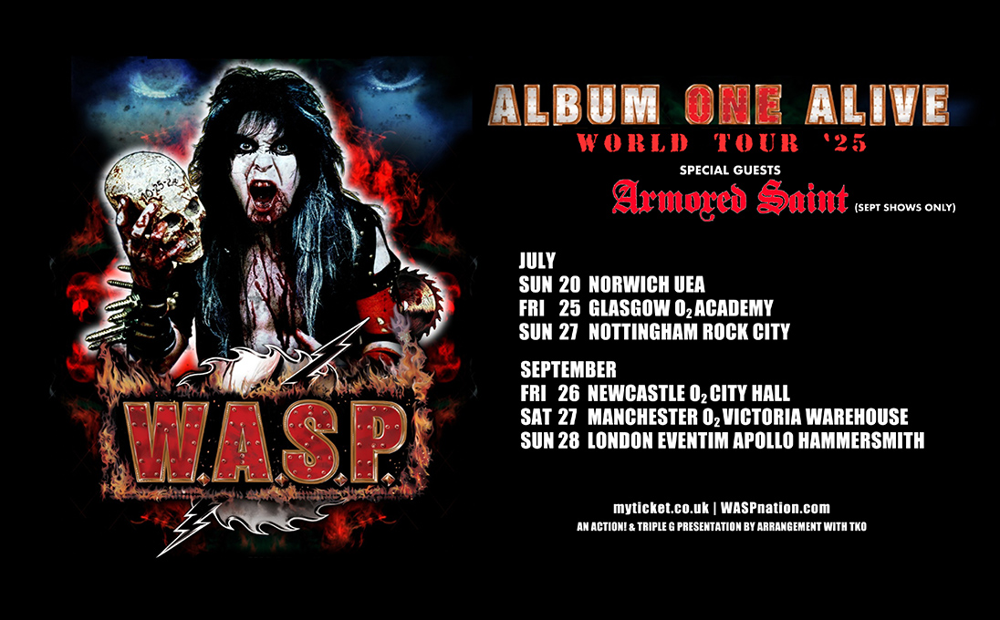 10-25-24
W.A.S.P.
ALBUM ONE ALIVE
WORLD TOUR '25
SPECIAL GUESTS
Armored Saint (SEPT SHOWS ONLY)
JULY
SUN 20 NORWICH UEA
FRI 25 GLASGOW O₂ ACADEMY
SUN 27 NOTTINGHAM ROCK CITY
SEPTEMBER
FRI 26 NEWCASTLE O₂ CITY HALL
SAT 27 MANCHESTER O₂ VICTORIA WAREHOUSE
SUN 28 LONDON EVENTIM APOLLO HAMMERSMITH
myticket.co.uk | WASPnation.com
AN ACTION! & TRIPLE G PRESENTATION BY ARRANGEMENT WITH TKO